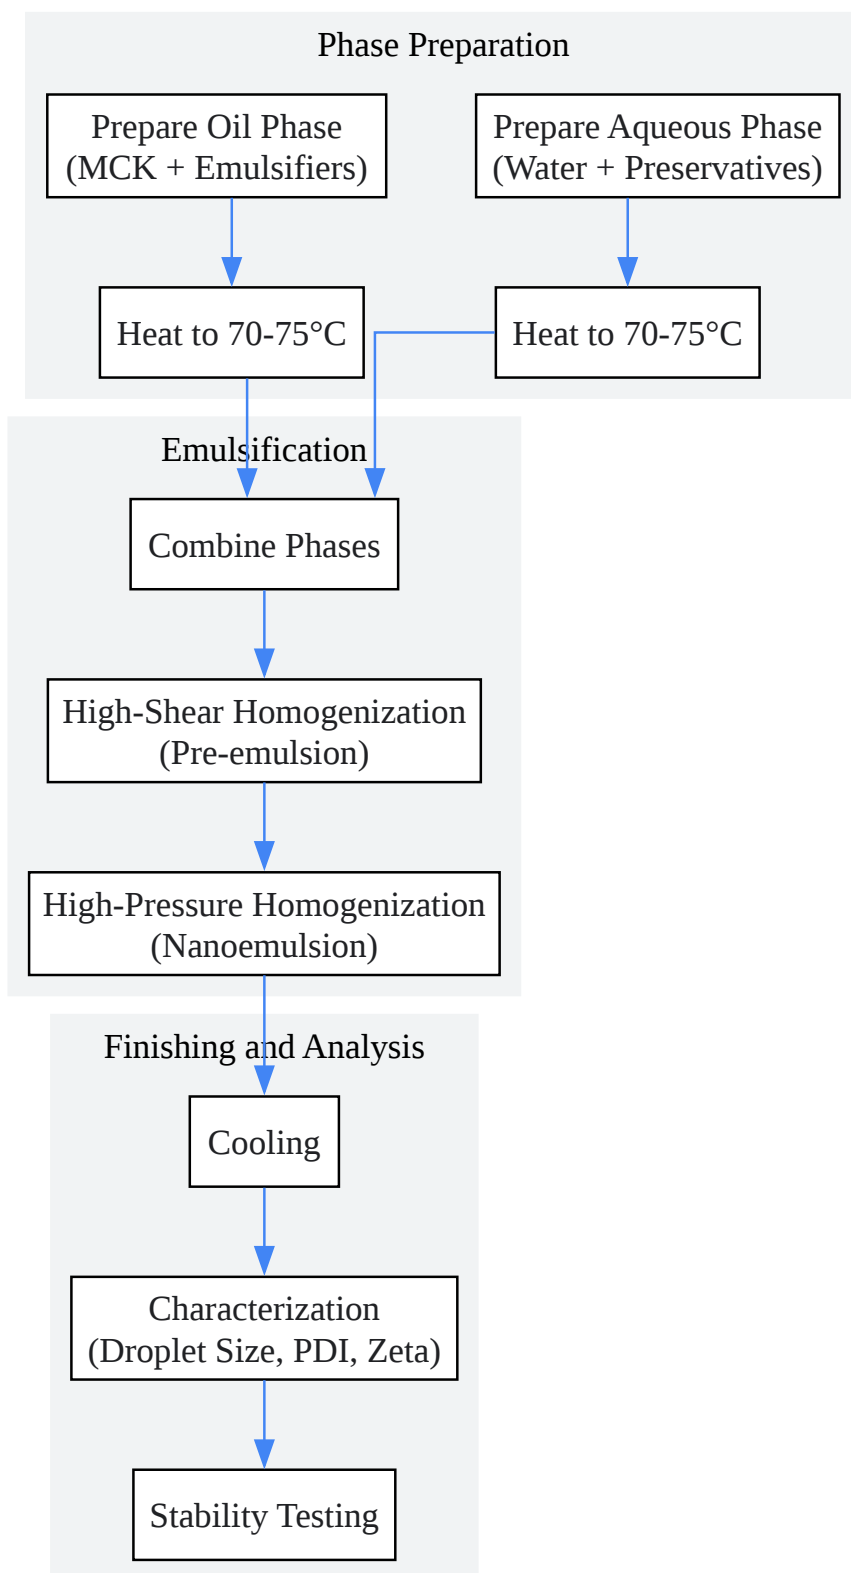 Phase Preparation
Prepare Oil Phase
(MCK + Emulsifiers)
Prepare Aqueous Phase
(Water + Preservatives)
Heat to 70-75°C
Heat to 70-75°C
Emulsification
Combine Phases
High-Shear Homogenization
(Pre-emulsion)
High-Pressure Homogenization
(Nanoemulsion)
Finishing and Analysis
Cooling
Characterization
(Droplet Size, PDI, Zeta)
Stability Testing